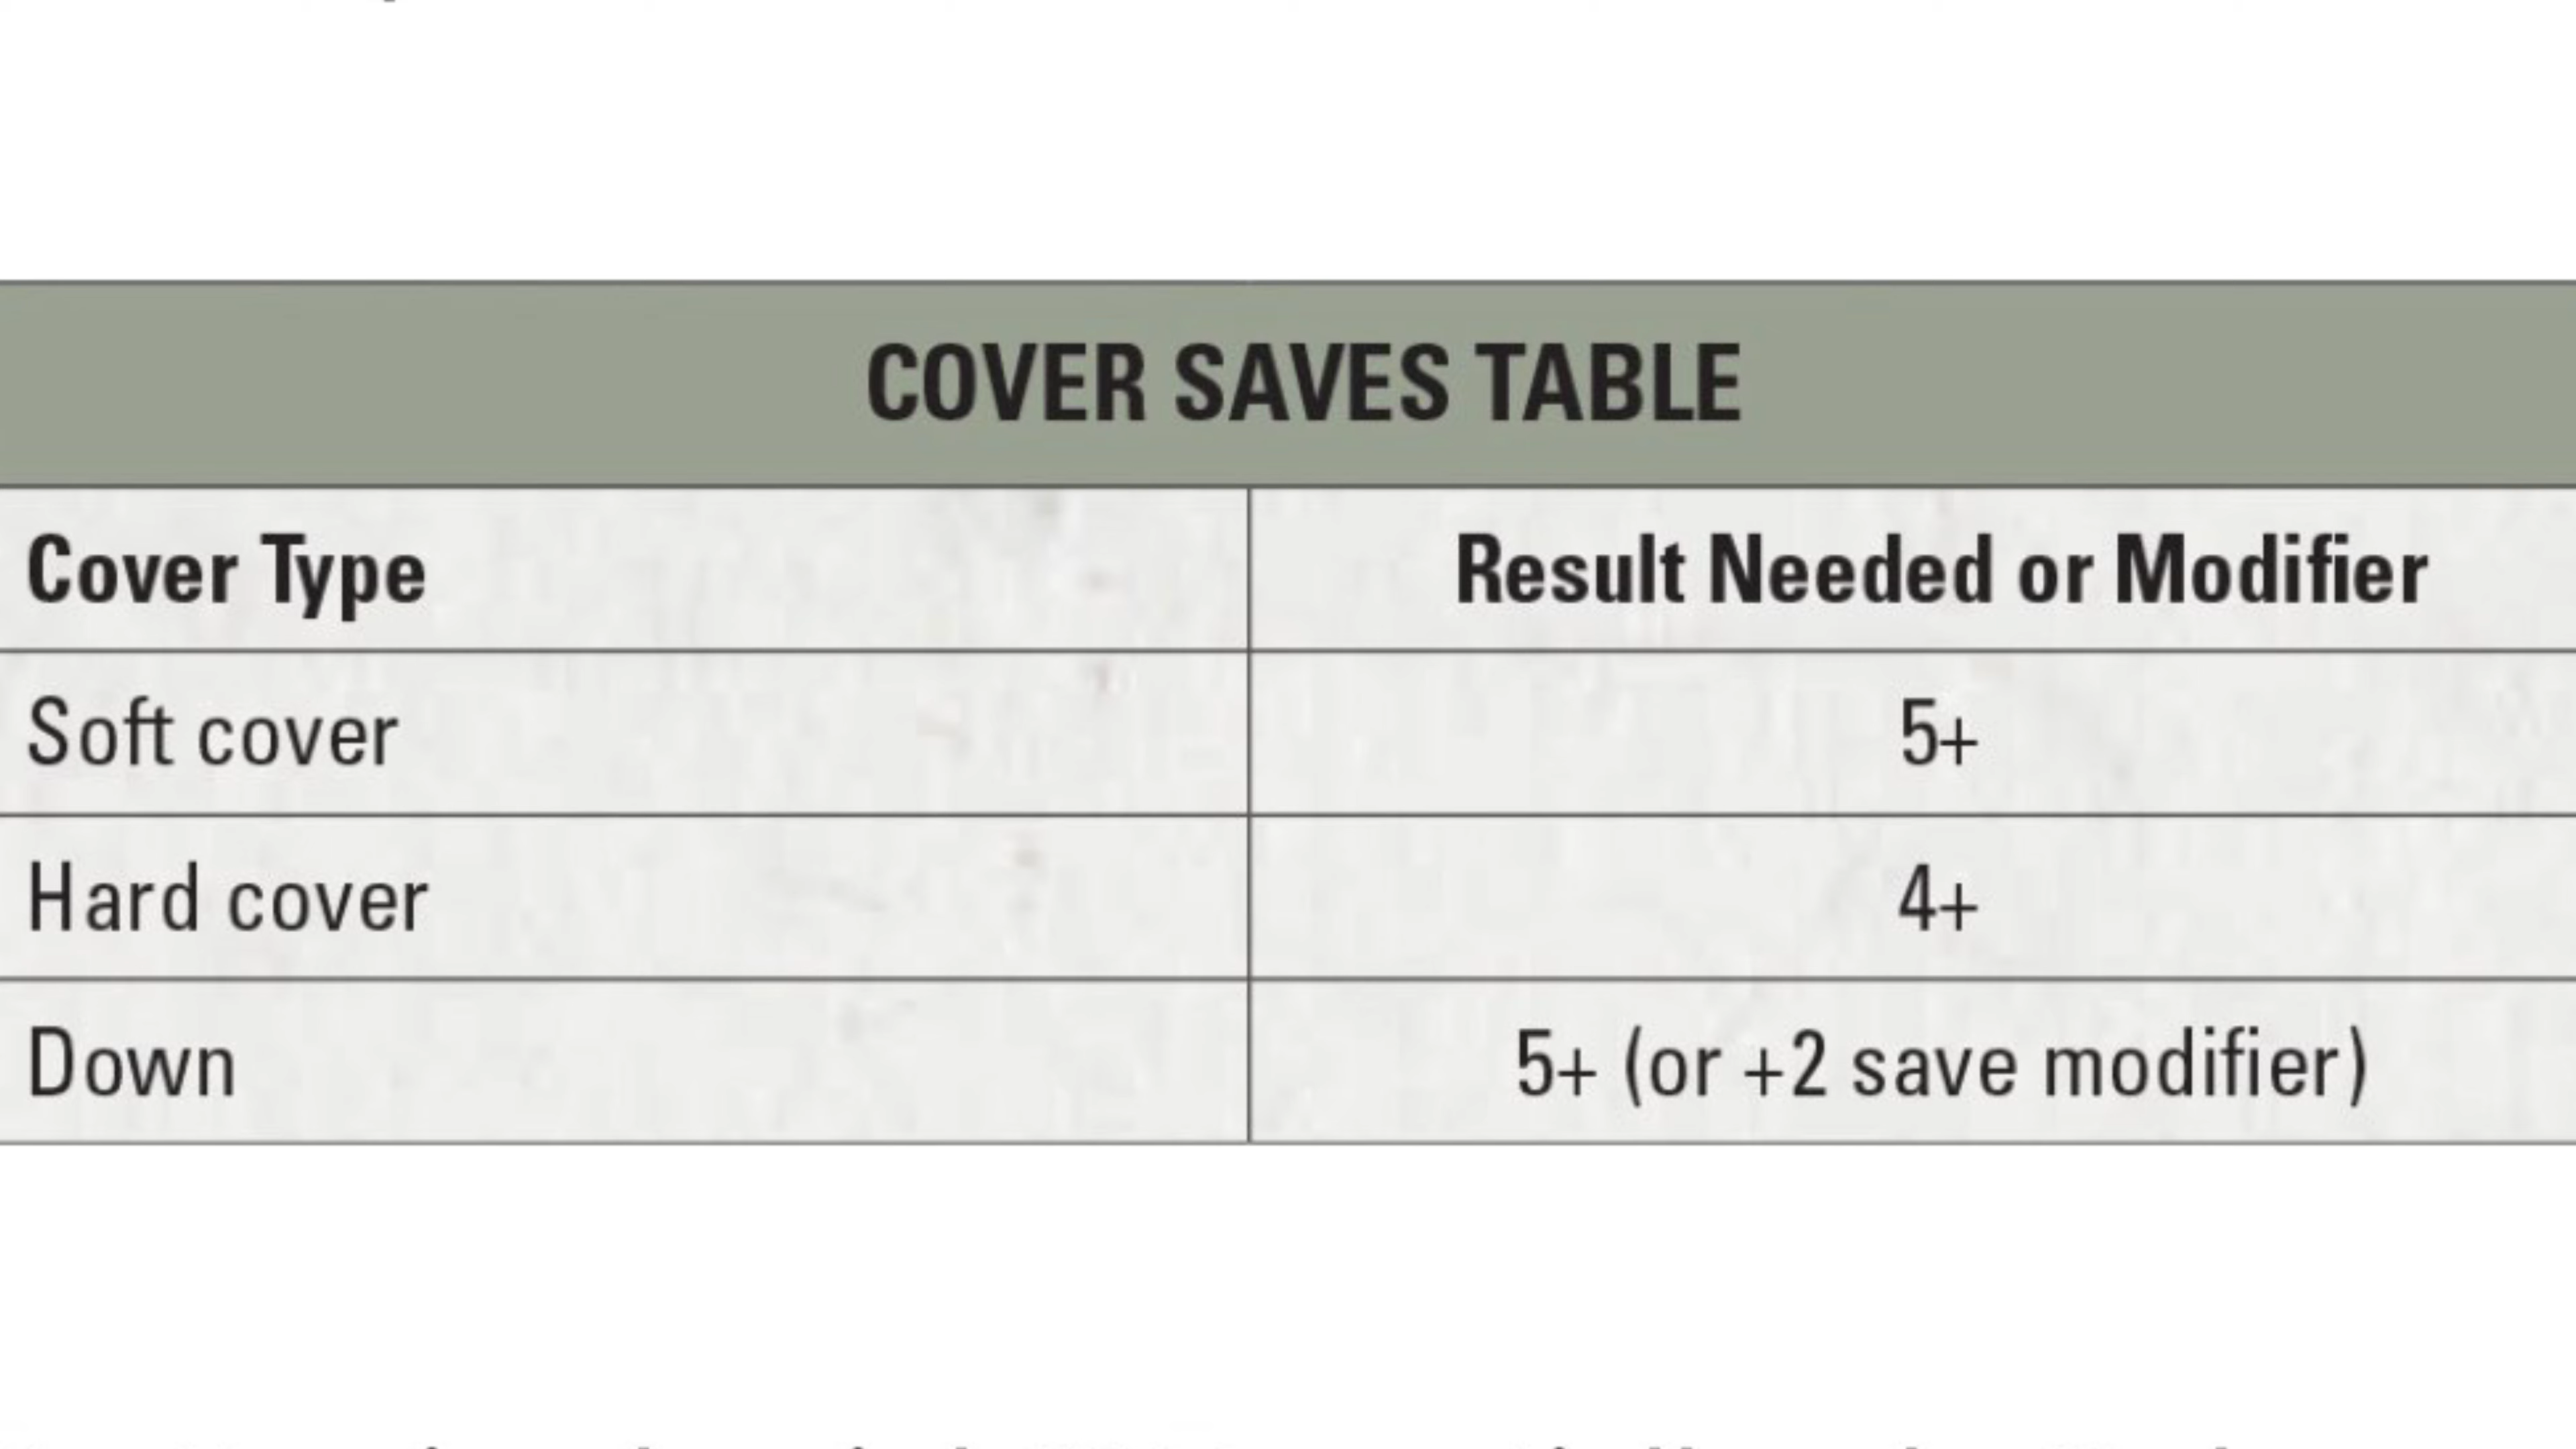 COVER SAVES TABLE
Cover Type Result Needed or Modifier
Soft cover 5+
Hard cover 4+
Down 5+ (or +2 save modifier)